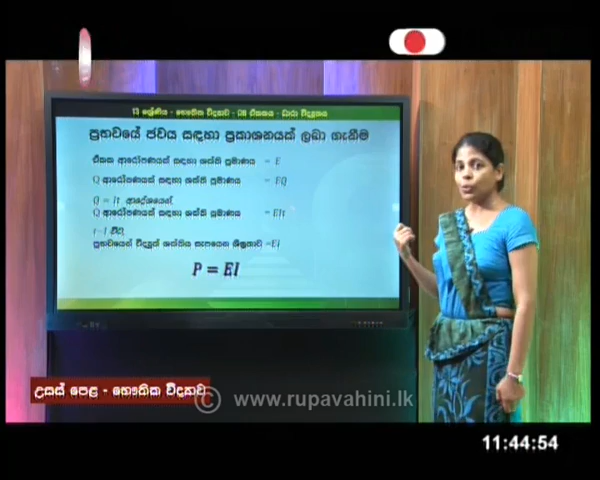 13 ශ්‍රේණිය - භෞතික විද්‍යාව - 08 ඒකකය - ධාරා විද්‍යුතය
ප්‍රභවයේ ජවය සඳහා ප්‍රකාශනයක් ලබා ගැනීම
ඒකක ආරෝපණයක් සඳහා ශක්ති ප්‍රමාණය = E
Q ආරෝපණයක් සඳහා ශක්ති ප්‍රමාණය = EQ
Q = It ආදේශයෙන්,
Q ආරෝපණයක් සඳහා ශක්ති ප්‍රමාණය = EIt
t=1 විට,
ප්‍රභවයෙන් විද්‍යුත් ශක්තිය සැපයෙන ශීඝ්‍රතාව =EI
P = EI
උසස් පෙළ - භෞතික විද්‍යාව
© www.rupavahini.lk
11:44:54